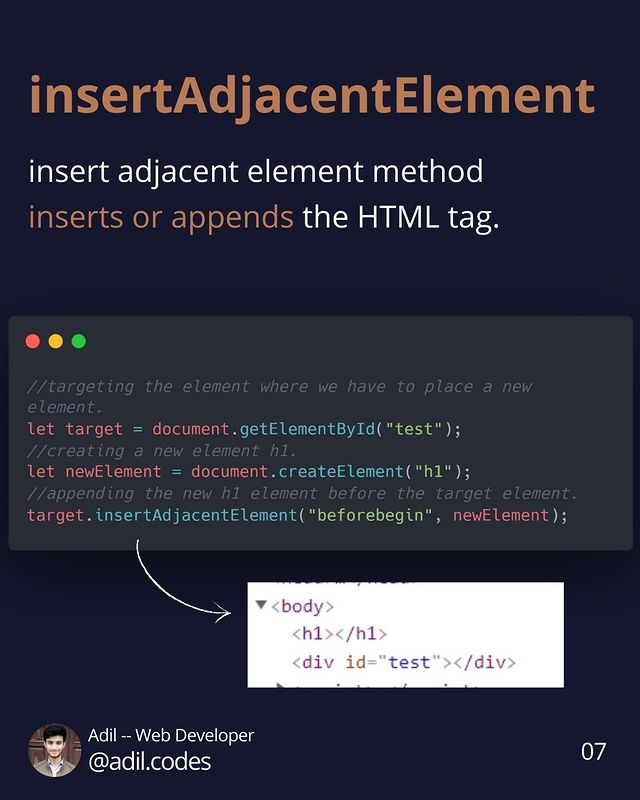 insertAdjacentElement
insert adjacent element method
inserts or appends the HTML tag.
//targeting the element where we have to place a new
element.
let target = document.getElementById("test");
//creating a new element h1.
let newElement = document.createElement("h1");
//appending the new h1 element before the target element.
target.insertAdjacentElement("beforebegin", newElement);
▼<body>
<h1></h1>
<div id="test"></div>
Adil -- Web Developer
@adil.codes
07